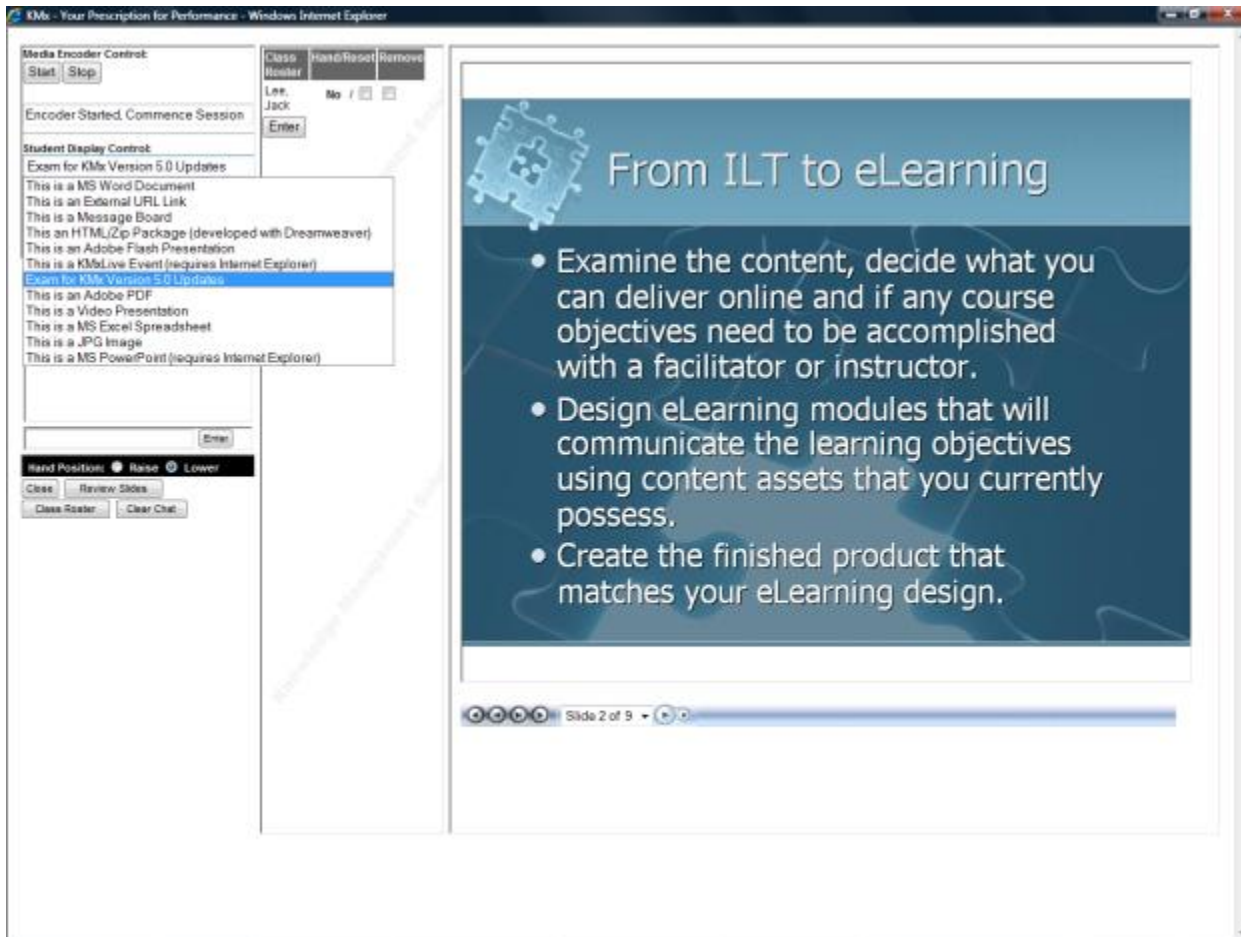 KMx - Your Prescription for Performance - Windows Internet Explorer
Media Encoder Control:
Start Stop
Encoder Started, Commence Session
Student Display Control:
Exam for KMx Version 5.0 Updates
This is a MS Word Document
This is an External URL Link
This is a Message Board
This an HTML/Zip Package (developed with Dreamweaver)
This is an Adobe Flash Presentation
This is a KMxLive Event (requires Internet Explorer)
Exam for KMx Version 5.0 Updates
This is an Adobe PDF
This is a Video Presentation
This is a MS Excel Spreadsheet
This is a JPG Image
This is a MS PowerPoint (requires Internet Explorer)
Enter
Hand Position: Raise Lower
Close Review Slides
Class Roster Clear Chat
Class Roster Hand/Reset Remove
Lee, Jack No /
Enter
From ILT to eLearning
• Examine the content, decide what you
can deliver online and if any course
objectives need to be accomplished
with a facilitator or instructor.
• Design eLearning modules that will
communicate the learning objectives
using content assets that you currently
possess.
• Create the finished product that
matches your eLearning design.
Slide 2 of 9